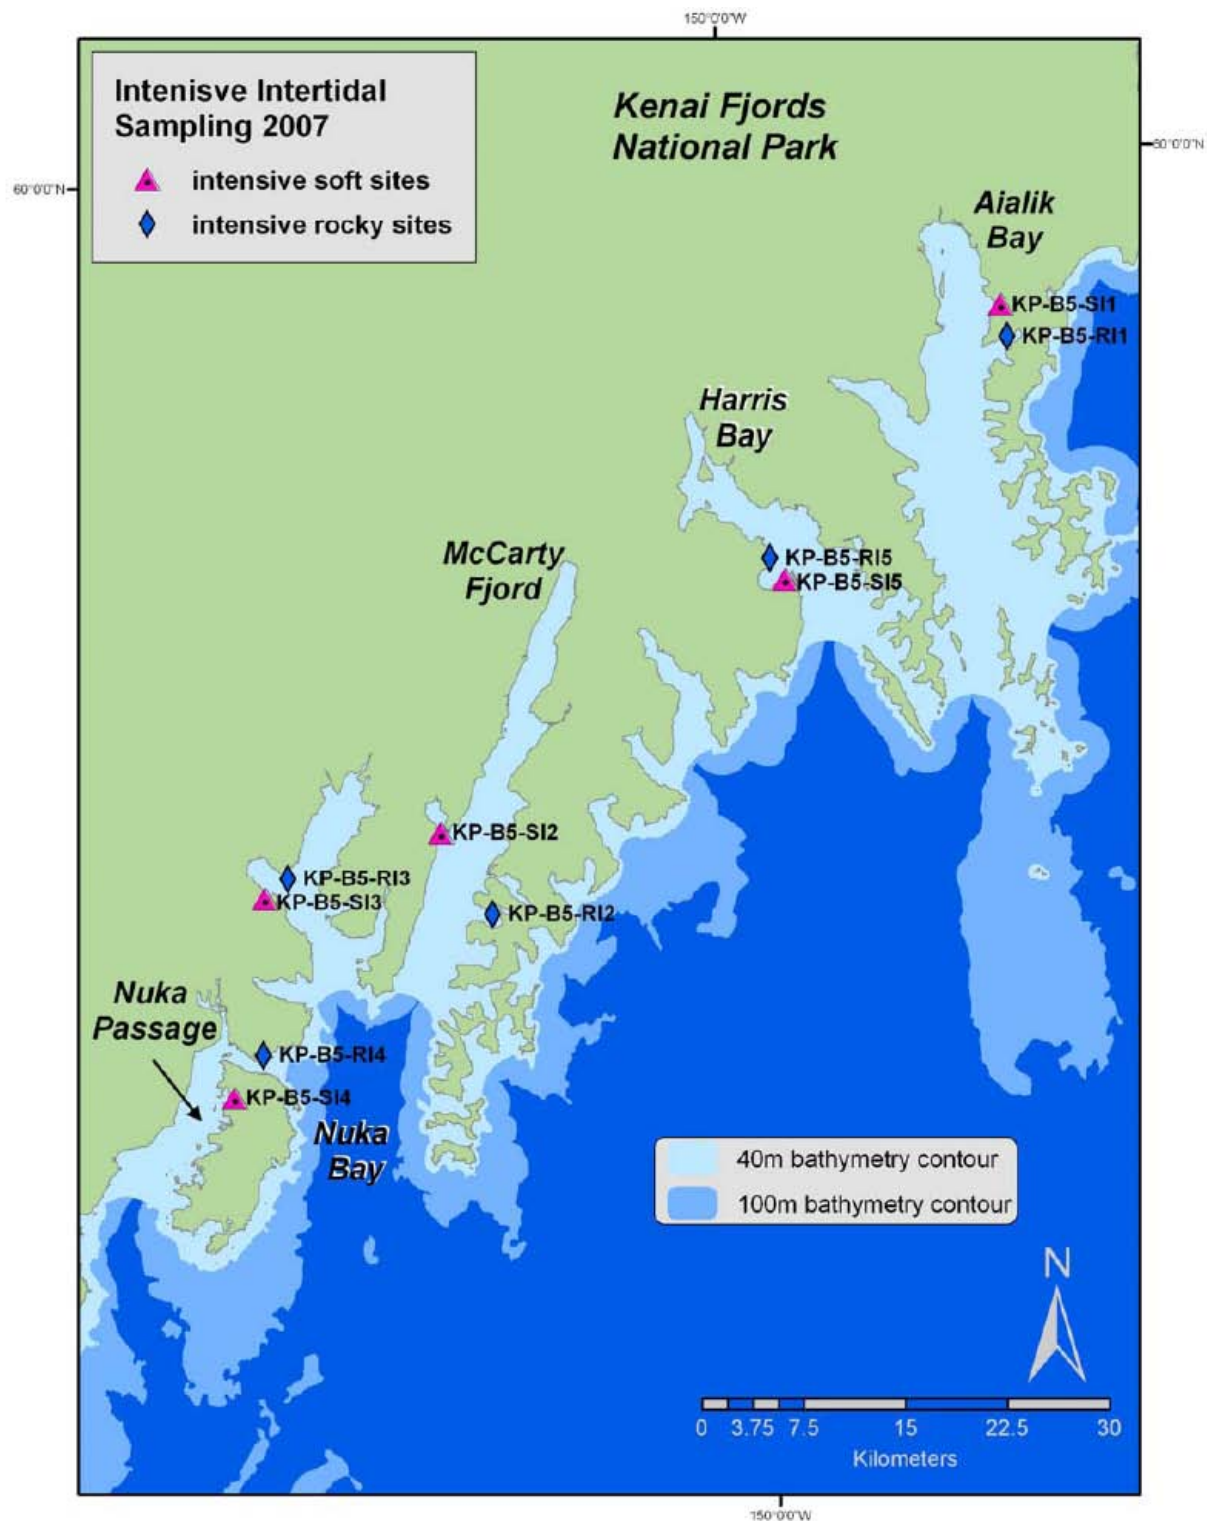 150°0'0"W
Intenisve Intertidal
Sampling 2007
intensive soft sites
intensive rocky sites
Kenai Fjords
National Park
60°0'0"N
60°0'0"N
Aialik
Bay
KP-B5-SI1
KP-B5-RI1
Harris
Bay
KP-B5-RI5
KP-B5-SI5
McCarty
Fjord
KP-B5-SI2
KP-B5-RI3
KP-B5-SI3
KP-B5-RI2
Nuka
Passage
KP-B5-RI4
KP-B5-SI4
Nuka
Bay
40m bathymetry contour
100m bathymetry contour
N
0 3.75 7.5 15 22.5 30
Kilometers
150°0'0"W